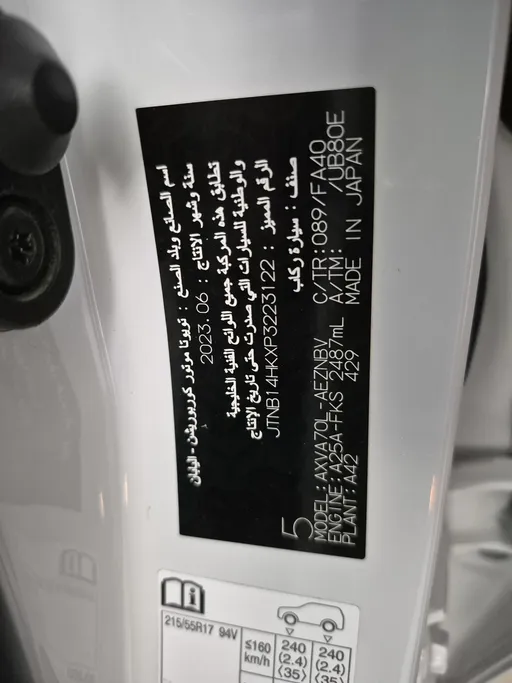 اسم الصانع وبلد الصنع : تويوتا موتور كوربوريشن - اليابان
سنة وشهر الإنتاج : 2023.06
تطابق هذه المركبة جميع اللوائح الفنية الخليجية
والوطنية للسيارات التي صدرت حتى تاريخ الإنتاج
الرقم المميز : JTNB14HKXP3223122
صنف : سيارة ركب
5
MODEL:AXVA70L-AEZNBV C/TR:089/FA40
ENGINE:A25A-FKS 2487mL A/TM: /UB80E
PLANT:A42 429 MADE IN JAPAN
215/55R17 94V
≤160 km/h
240 (2.4) ⟨35⟩
240 (2.4) ⟨35⟩